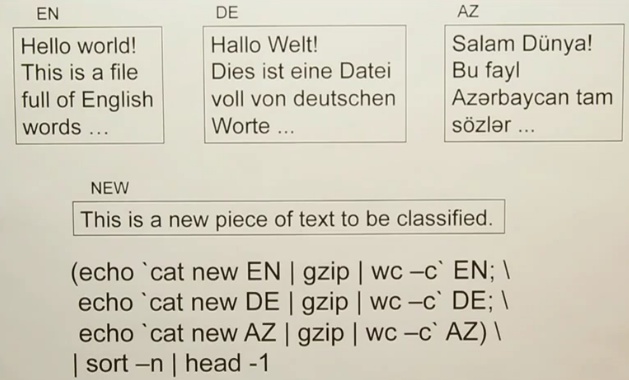 EN
Hello world!
This is a file
full of English
words ...
DE
Hallo Welt!
Dies ist eine Datei
voll von deutschen
Worte ...
AZ
Salam Dünya!
Bu fayl
Azərbaycan tam
sözlər ...
NEW
This is a new piece of text to be classified.
(echo `cat new EN | gzip | wc –c` EN; \
echo `cat new DE | gzip | wc –c` DE; \
echo `cat new AZ | gzip | wc –c` AZ) \
| sort –n | head -1